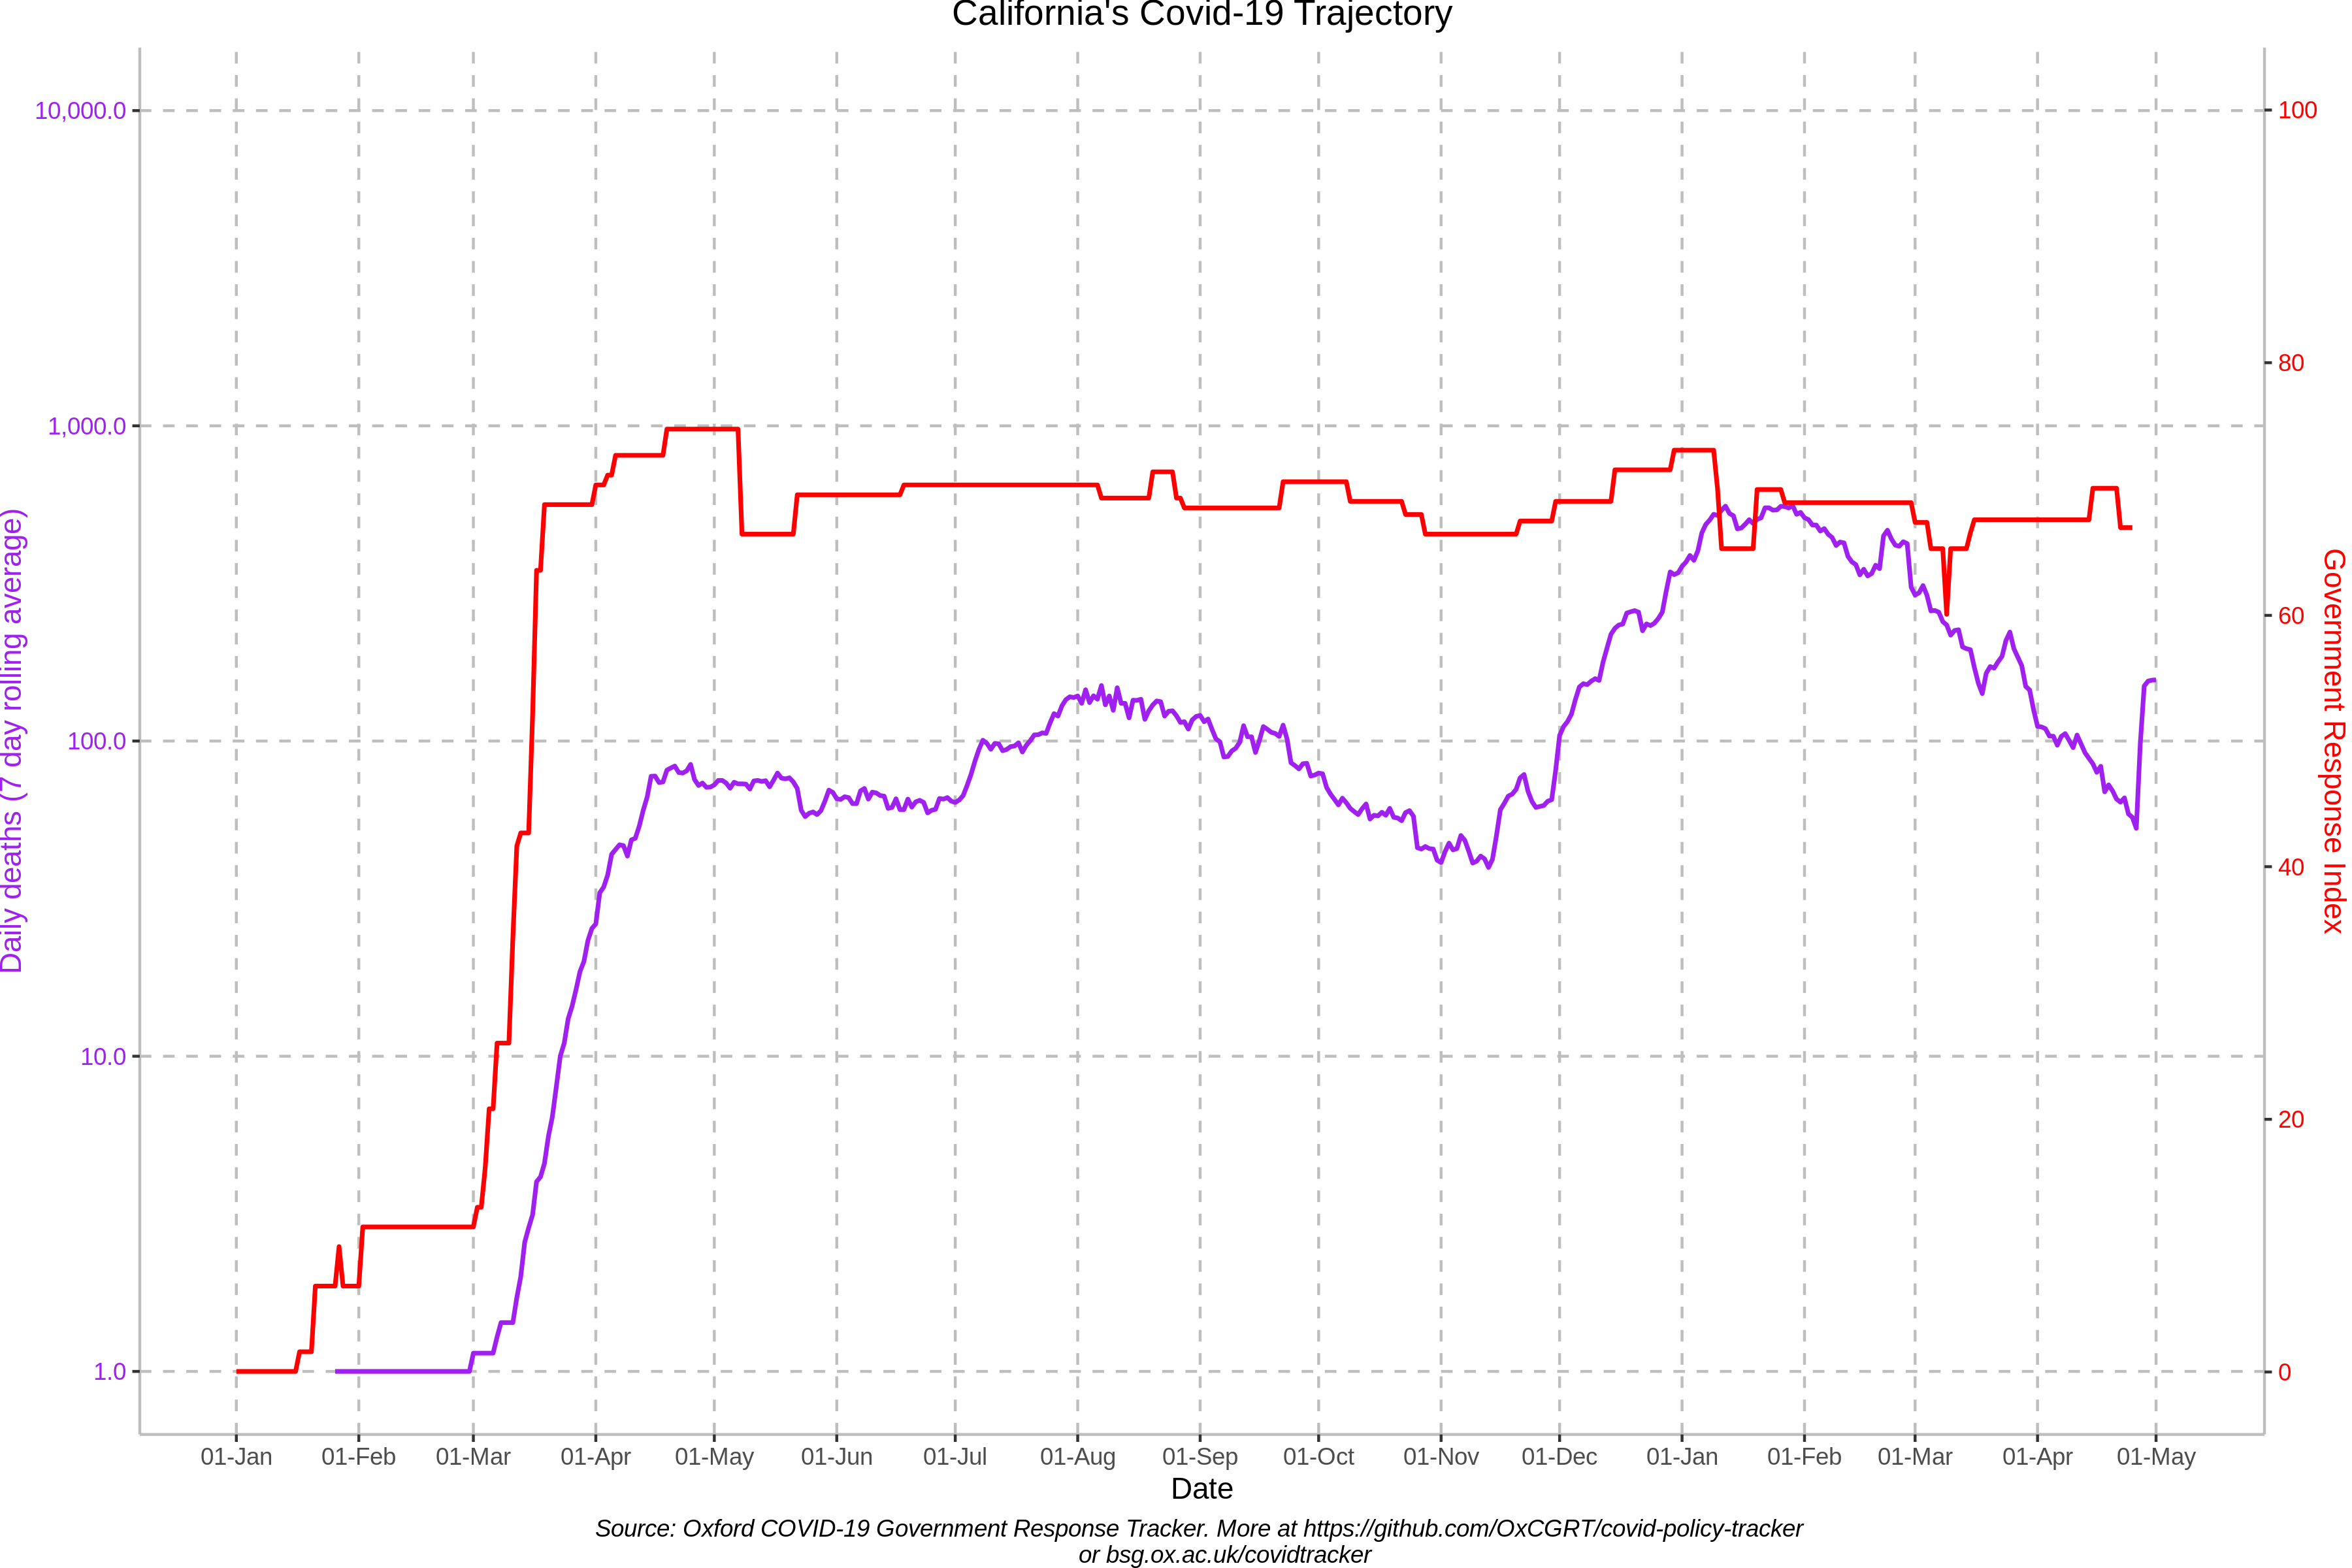 California's Covid-19 Trajectory
10,000.0
1,000.0
100.0
10.0
1.0
Daily deaths (7 day rolling average)
100
80
60
40
20
0
Government Response Index
01-Jan 01-Feb 01-Mar 01-Apr 01-May 01-Jun 01-Jul 01-Aug 01-Sep 01-Oct 01-Nov 01-Dec 01-Jan 01-Feb 01-Mar 01-Apr 01-May
Date
Source: Oxford COVID-19 Government Response Tracker. More at https://github.com/OxCGRT/covid-policy-tracker
or bsg.ox.ac.uk/covidtracker